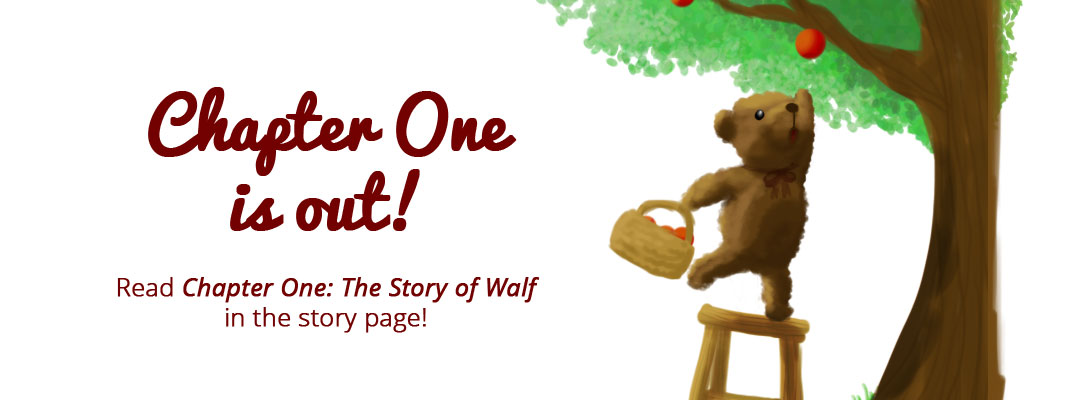 Chapter One
is out!
Read Chapter One: The Story of Walf
in the story page!